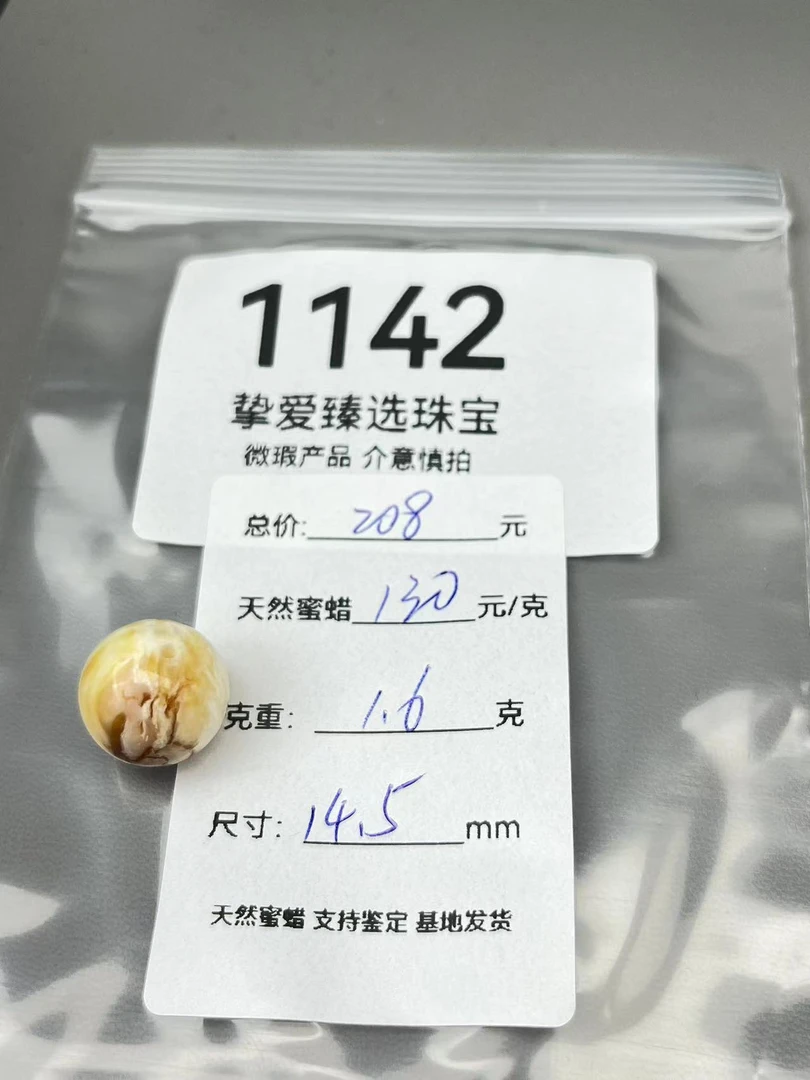 1142
挚爱臻选珠宝
微瑕产品 介意慎拍
总价: 208 元
天然蜜蜡 130 元/克
克重: 1.6 克
尺寸: 14.5 mm
天然蜜蜡 支持鉴定 基地发货